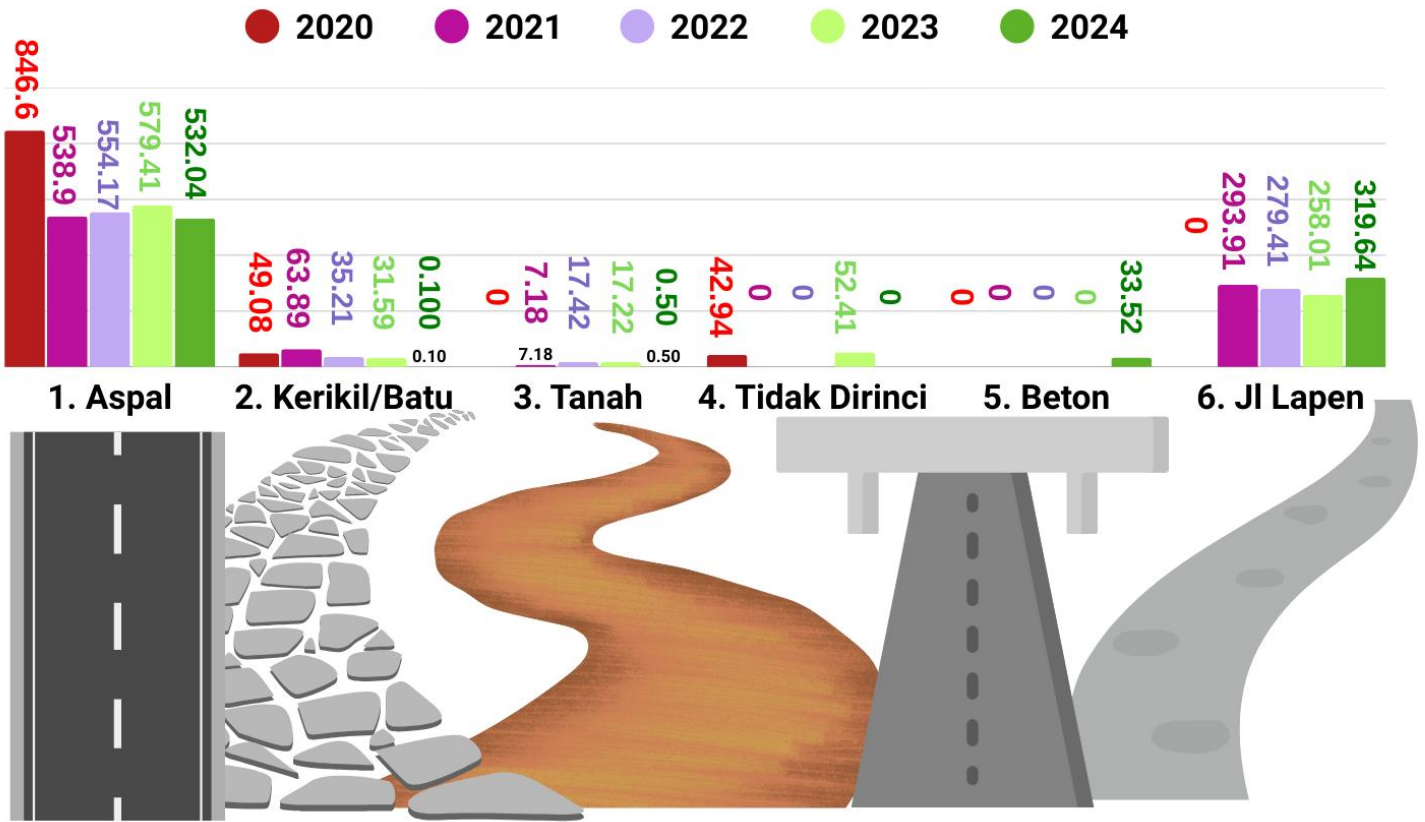 2020 2021 2022 2023 2024
846.6 538.9 554.17 579.41 532.04
49.08 63.89 35.21 31.59 0.100
0.10
0 7.18 17.42 17.22 0.50
7.18 0.50
42.94 0 0 52.41 0
0 0 0 0 33.52
0 293.91 279.41 258.01 319.64
1. Aspal 2. Kerikil/Batu 3. Tanah 4. Tidak Dirinci 5. Beton 6. Jl Lapen